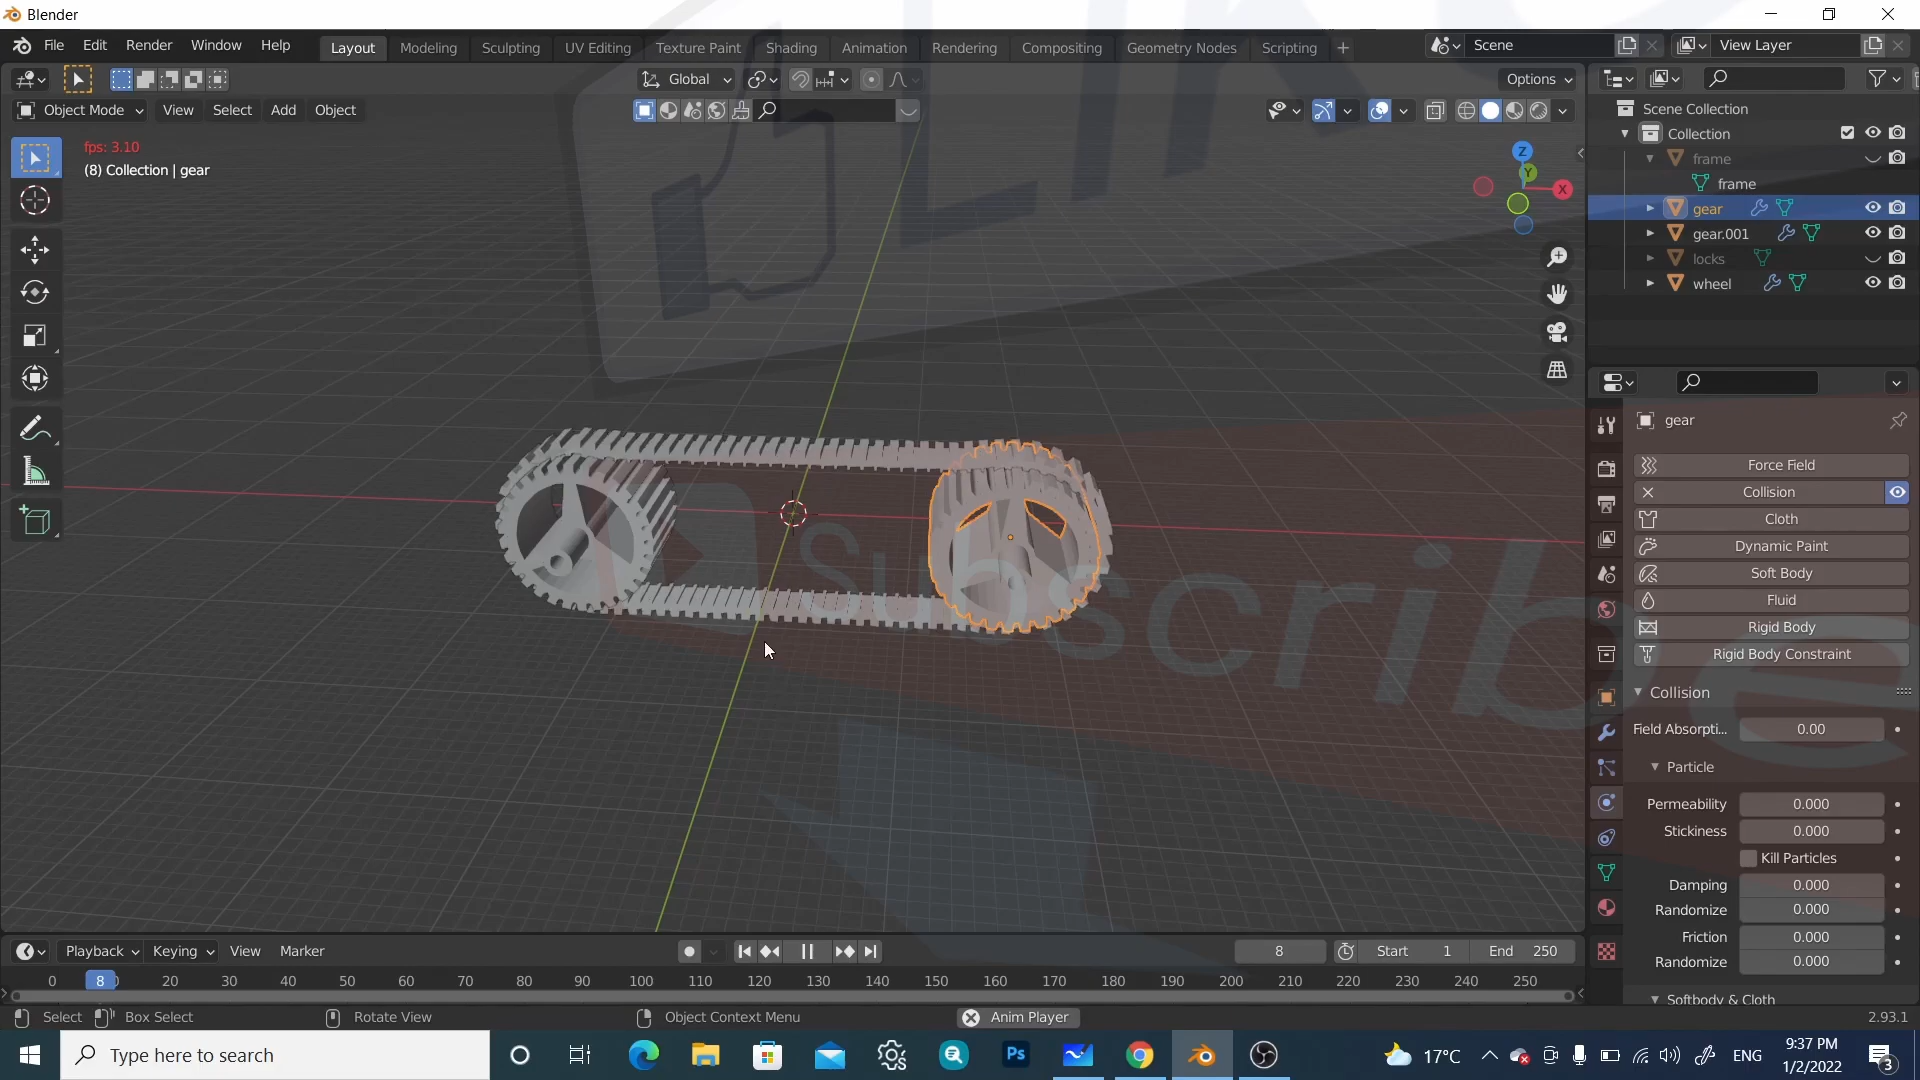 Blender
File Edit Render Window Help Layout Modeling Sculpting UV Editing Texture Paint Shading Animation Rendering Compositing Geometry Nodes Scripting + Scene View Layer
Global Options
Object Mode View Select Add Object
fps: 3.10
(8) Collection | gear
Z
Y
X
Scene Collection
Collection
frame
frame
gear
gear.001
locks
wheel
gear
Force Field
Collision
Cloth
Dynamic Paint
Soft Body
Fluid
Rigid Body
Rigid Body Constraint
Collision
Field Absorpti... 0.00
Particle
Permeability 0.000
Stickiness 0.000
Kill Particles
Damping 0.000
Randomize 0.000
Friction 0.000
Randomize 0.000
Softbody & Cloth
Subscribe
Playback Keying View Marker 8 Start 1 End 250
0 8 20 30 40 50 60 70 80 90 100 110 120 130 140 150 160 170 180 190 200 210 220 230 240 250
Select Box Select Rotate View Object Context Menu Anim Player 2.93.1
Type here to search Ps 17°C ENG 9:37 PM
1/2/2022 3